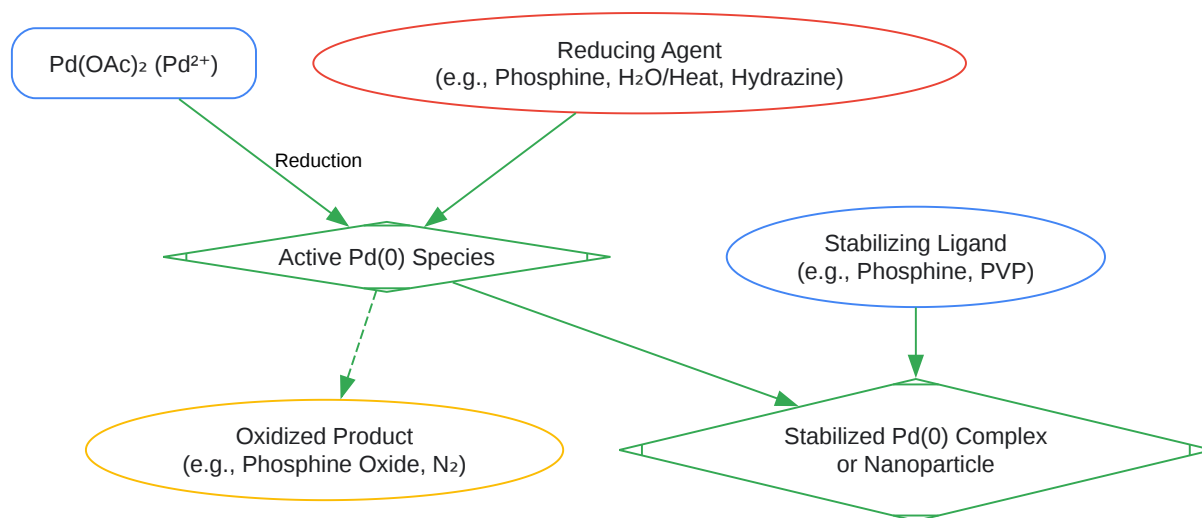 Pd(OAc)₂ (Pd²⁺)
Reducing Agent
(e.g., Phosphine, H₂O/Heat, Hydrazine)
Reduction
Active Pd(0) Species
Stabilizing Ligand
(e.g., Phosphine, PVP)
Oxidized Product
(e.g., Phosphine Oxide, N₂)
Stabilized Pd(0) Complex
or Nanoparticle